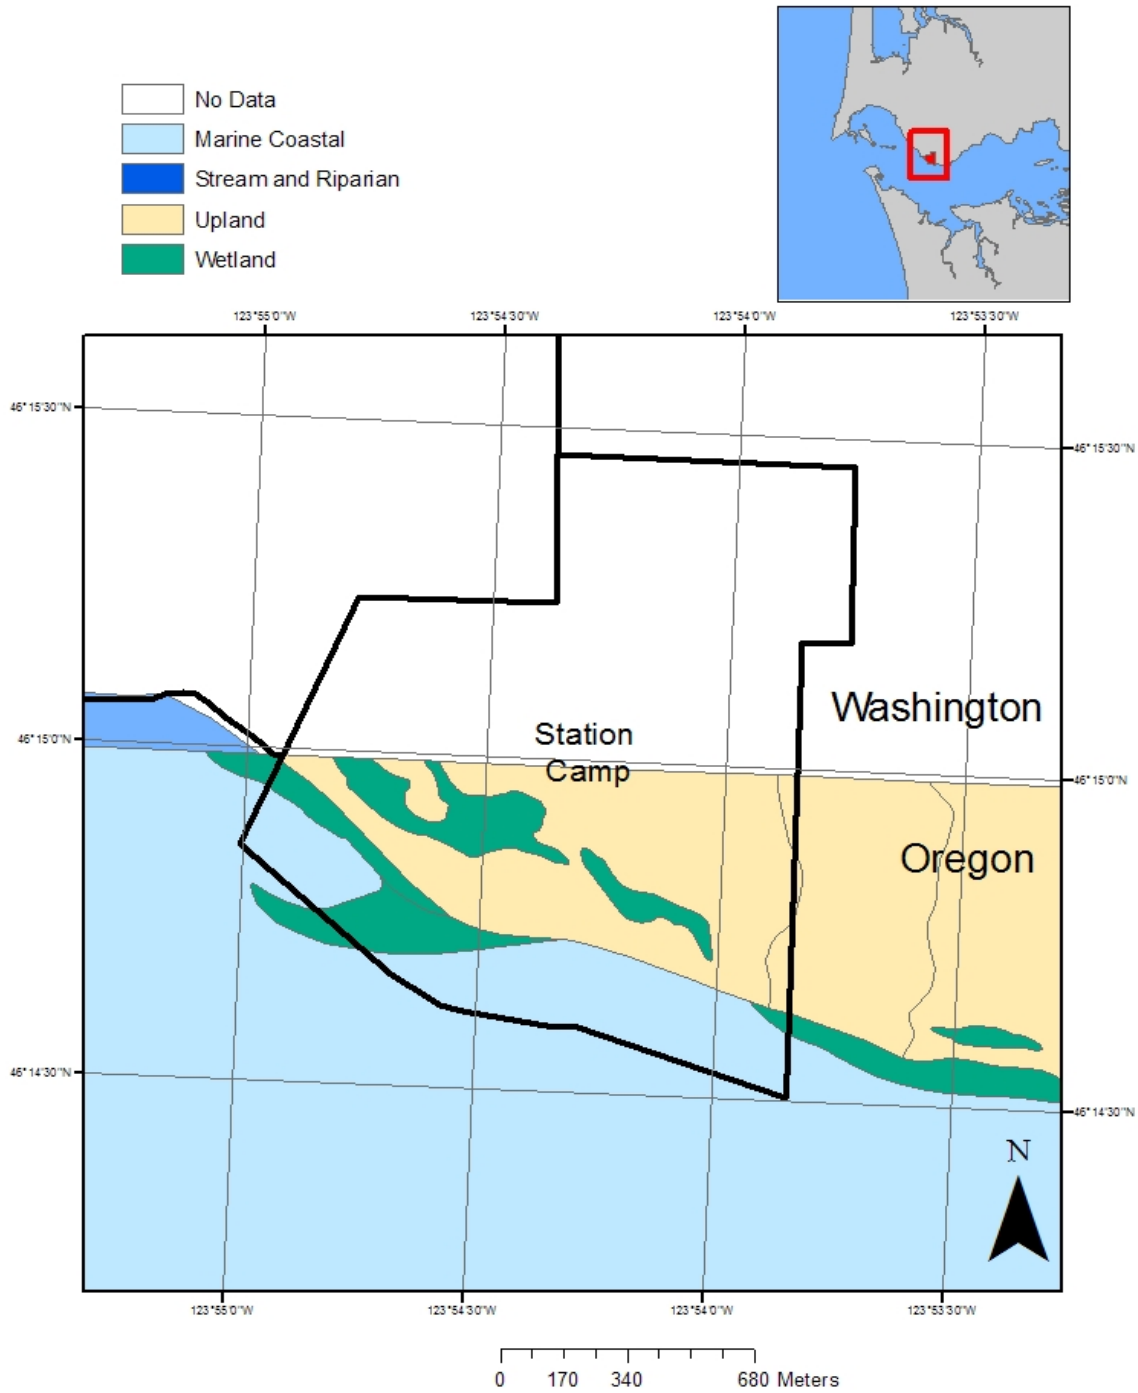 No Data
Marine Coastal
Stream and Riparian
Upland
Wetland
123°55'0"W 123°54'30"W 123°54'0"W 123°53'30"W
46°15'30"N
46°15'30"N
Washington
Station
Camp
46°15'0"N
46°15'0"N
Oregon
46°14'30"N
46°14'30"N
N
123°55'0"W 123°54'30"W 123°54'0"W 123°53'30"W
0 170 340 680 Meters